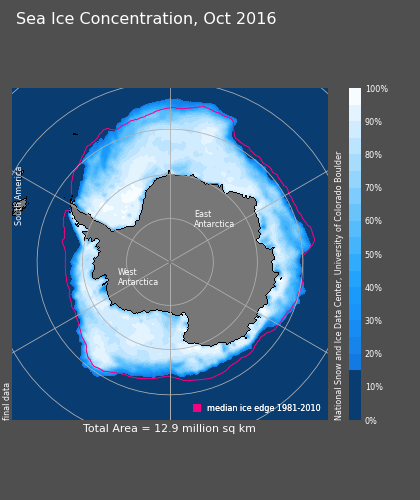 Sea Ice Concentration, Oct 2016
South America
East
Antarctica
West
Antarctica
median ice edge 1981-2010
final data
National Snow and Ice Data Center, University of Colorado Boulder
100%
90%
80%
70%
60%
50%
40%
30%
20%
10%
0%
Total Area = 12.9 million sq km